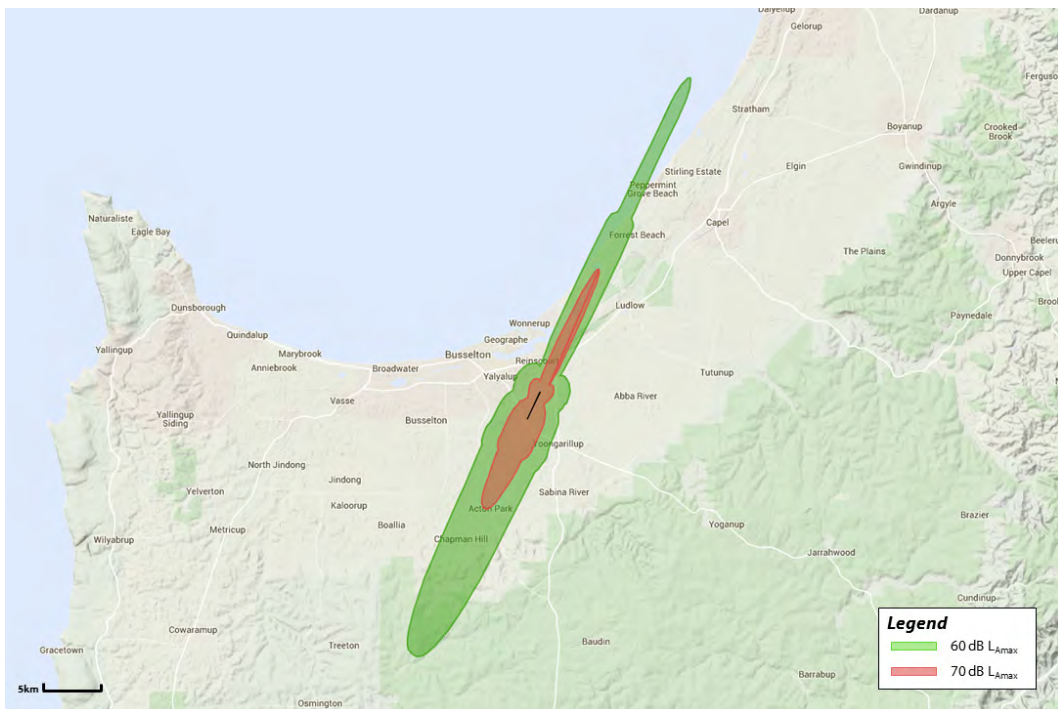 Dalyellup
Dardanup
Gelorup
Stratham
Boyanup
Crooked
Brook
Elgin
Gwindinup
Stirling Estate
Peppermint
Grove Beach
Argyle
Naturaliste
Capel
Eagle Bay
Forrest Beach
The Plains
Donnybrook
Upper Capel
Dunsborough
Ludlow
Paynedale
Wonnerup
Quindalup
Geographe
Yallingup
Marybrook
Busselton
Anniebrook
Broadwater
Yalyalup
Tutunup
Vasse
Abba River
Yallingup
Siding
Busselton
Yoongarillup
North Jindong
Jindong
Yelverton
Sabina River
Kaloorup
Acton Park
Metricup
Boallia
Yoganup
Brazier
Wilyabrup
Chapman Hill
Jarrahwood
Cundinup
Cowaramup
Treeton
Baudin
Gracetown
Barrabup
Osmington
5km
Legend
60 dB LAmax
70 dB LAmax